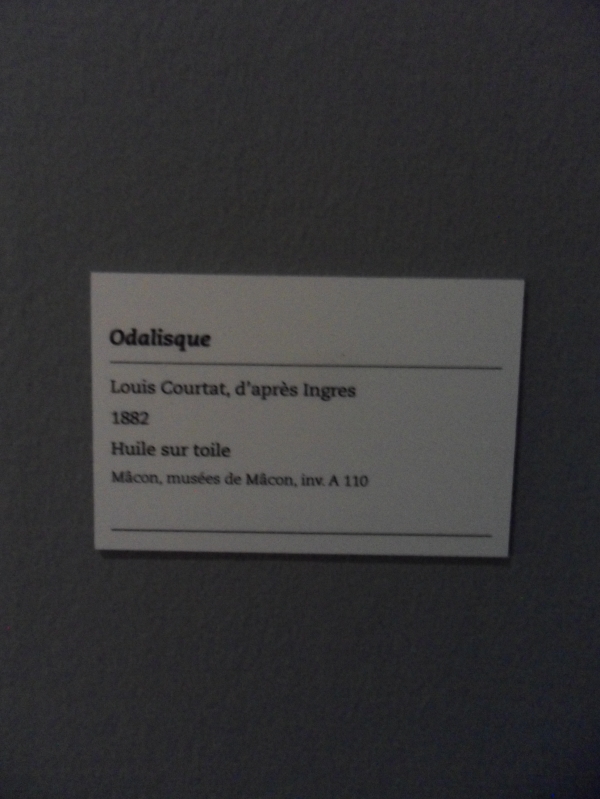 Odalisque
Louis Courtat, d'après Ingres
1882
Huile sur toile
Mâcon, musées de Mâcon, inv. A 110